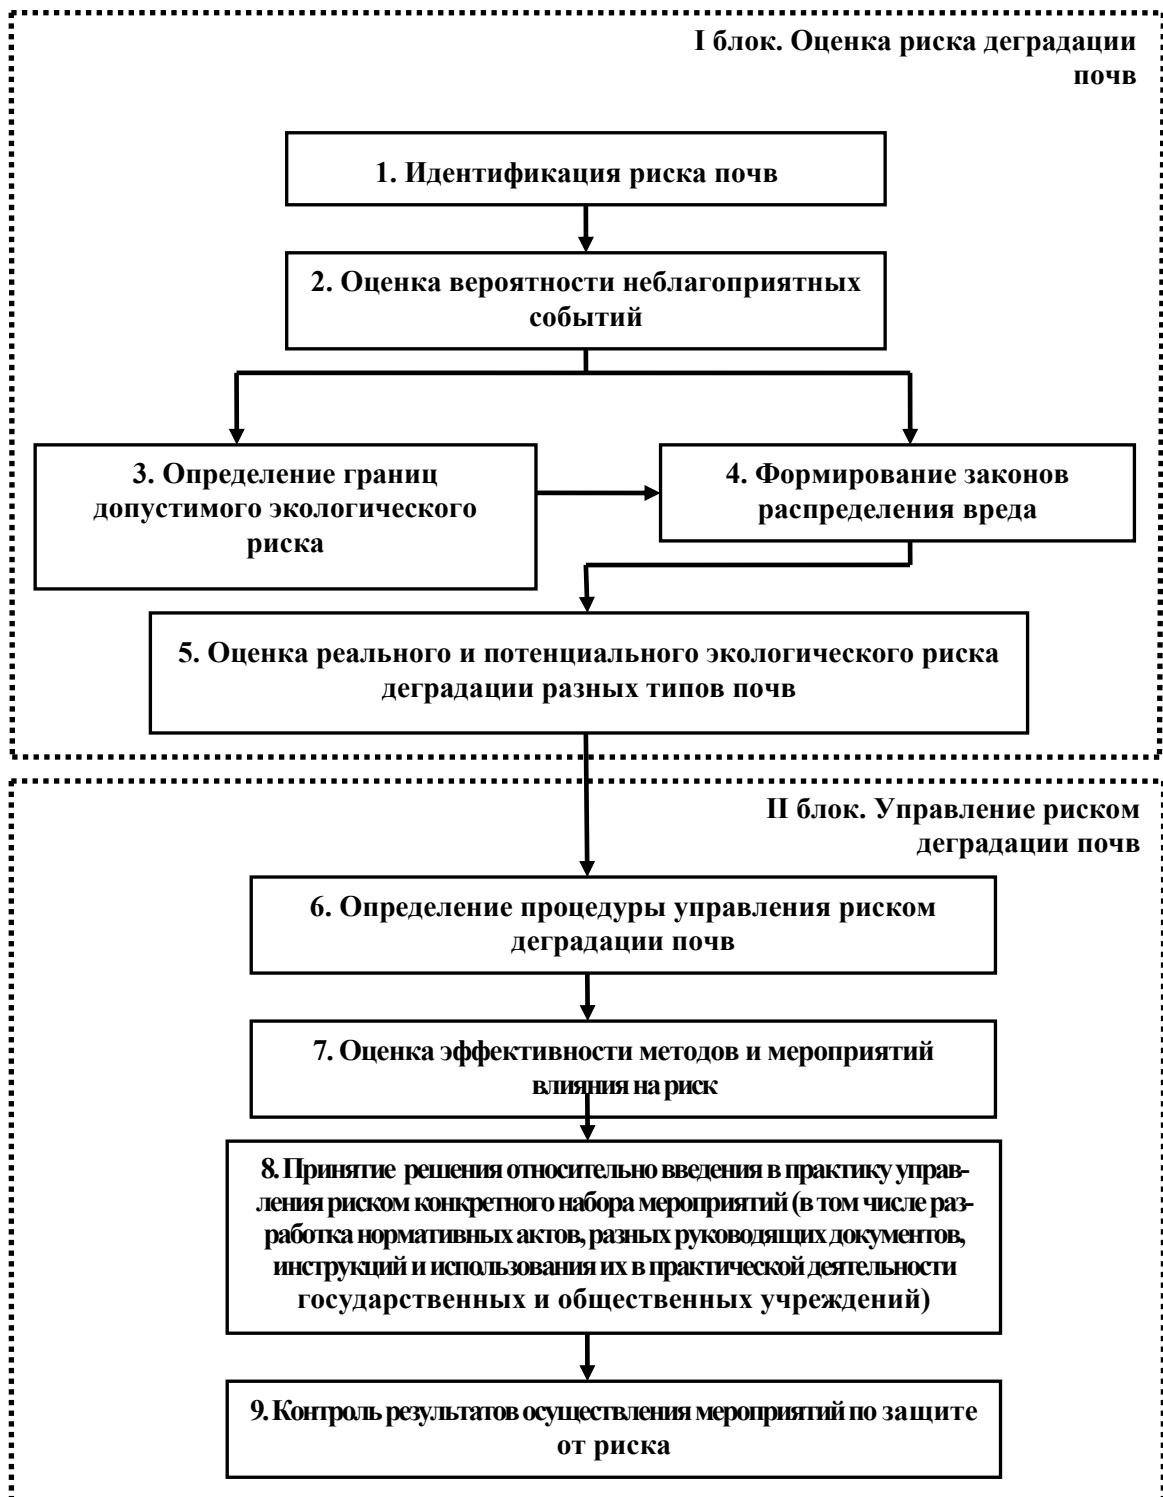 I блок. Оценка риска деградации
почв
1. Идентификация риска почв
2. Оценка вероятности неблагоприятных
событий
3. Определение границ
допустимого экологического
риска
4. Формирование законов
распределения вреда
5. Оценка реального и потенциального экологического риска
деградации разных типов почв
II блок. Управление риском
деградации почв
6. Определение процедуры управления риском
деградации почв
7. Оценка эффективности методов и мероприятий
влияния на риск
8. Принятие решения относительно введения в практику управ-
ления риском конкретного набора мероприятий (в том числе раз-
работка нормативных актов, разных руководящих документов,
инструкций и использования их в практической деятельности
государственных и общественных учреждений)
9. Контроль результатов осуществления мероприятий по защите
от риска